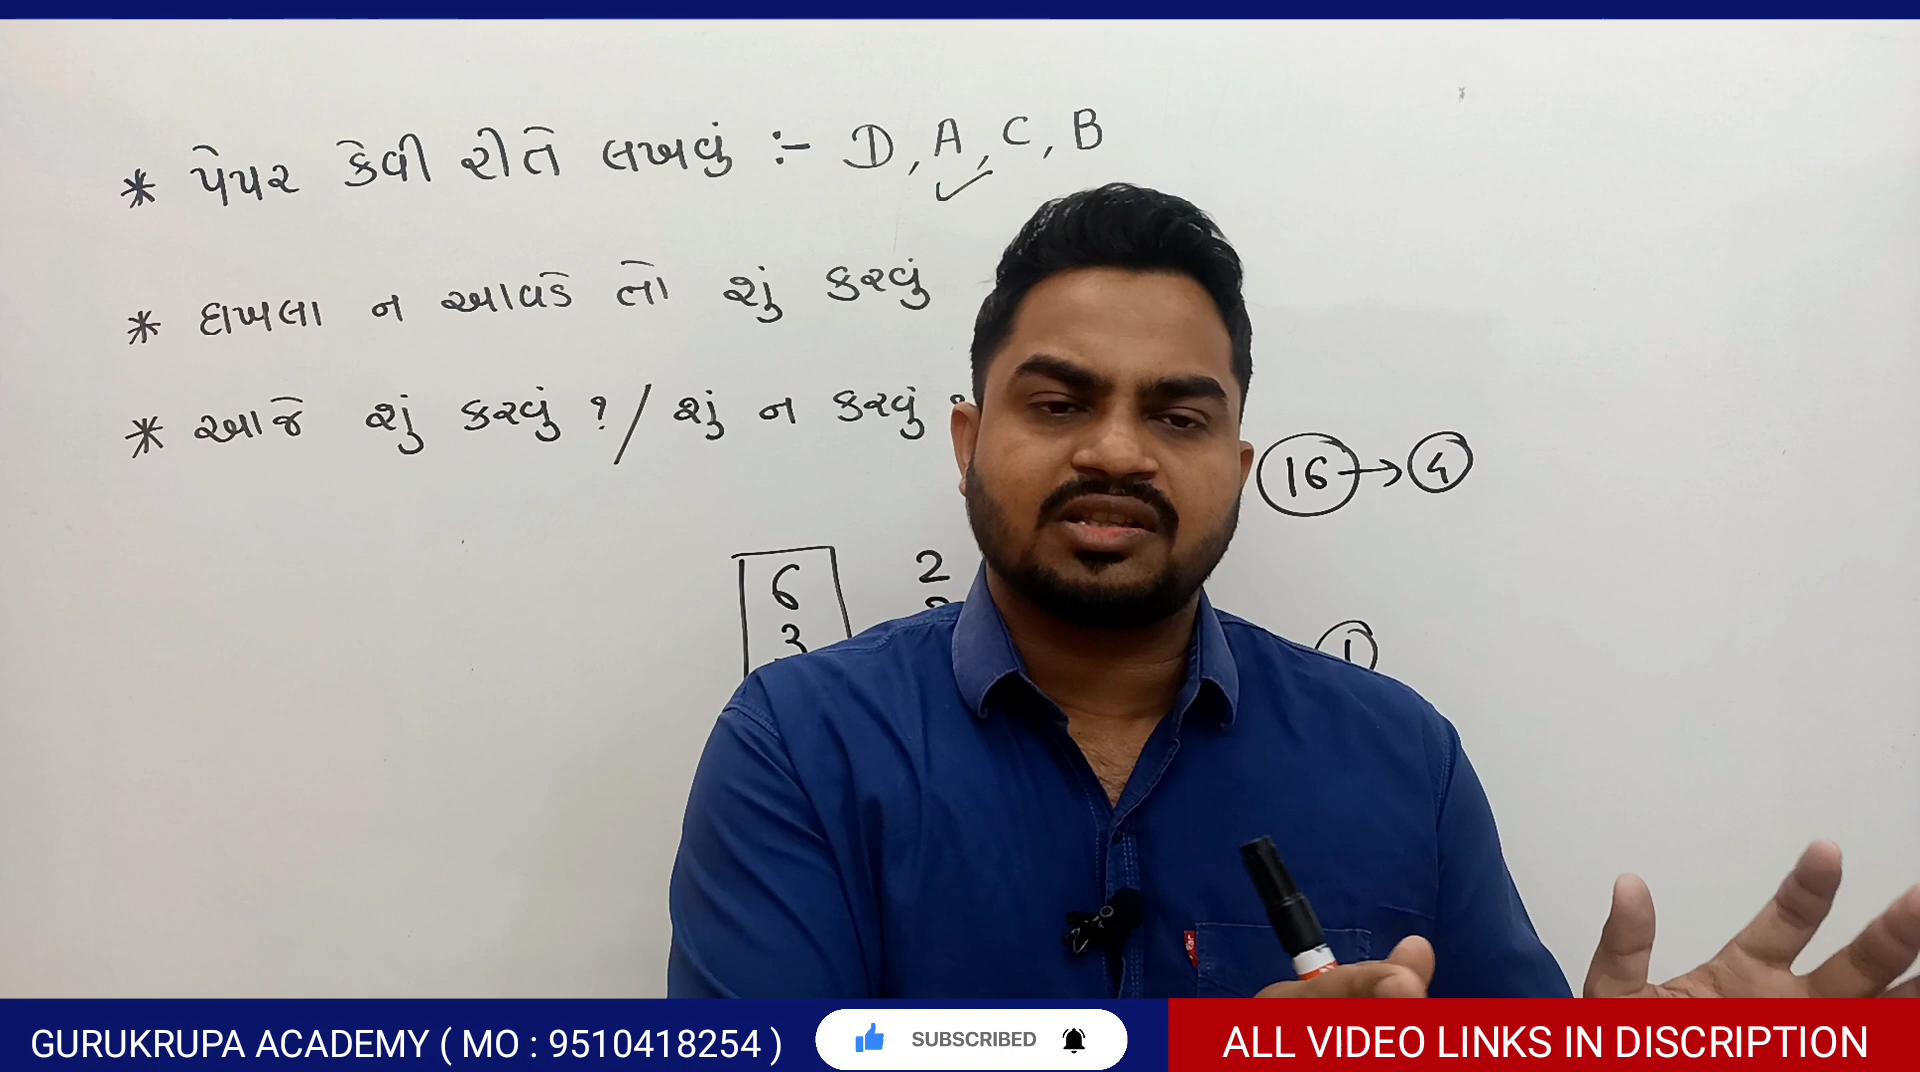 * પેપર કેવી રીતે લખવું :- D, A, C, B
* દાખલા ન આવડે તો શું કરવું
* આજે શું કરવું ? / શું ન કરવું ?
16 → 4
6 2
3
1
GURUKRUPA ACADEMY ( MO : 9510418254 )
SUBSCRIBED
ALL VIDEO LINKS IN DISCRIPTION